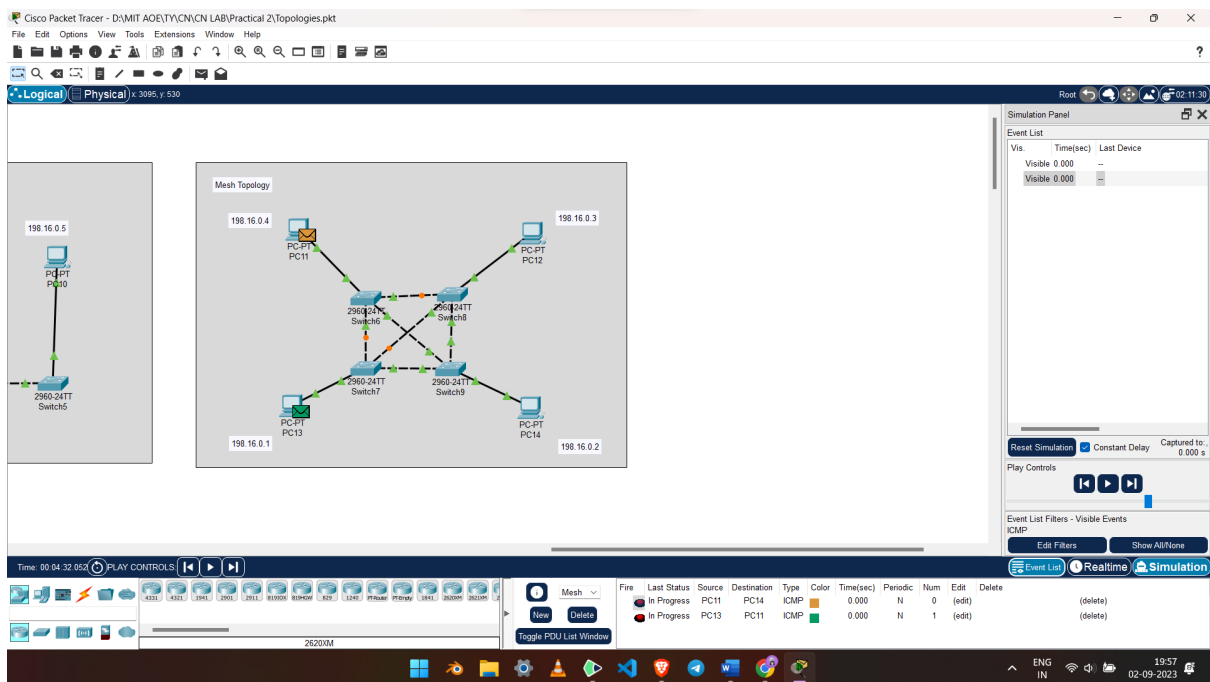 Cisco Packet Tracer - D:\MIT AOE\TY\CN\CN LAB\Practical 2\Topologies.pkt
File Edit Options View Tools Extensions Window Help
?
Logical Physical x: 3095, y: 530
Root 02:11:30
Simulation Panel
Event List
Vis. Time(sec) Last Device
Visible 0.000 --
Visible 0.000 --
Mesh Topology
198.16.0.5
198.16.0.4
198.16.0.3
PC-PT
PC10
PC-PT
PC11
PC-PT
PC12
2960-24TT
Switch6
2960-24TT
Switch8
2960-24TT
Switch5
2960-24TT
Switch7
2960-24TT
Switch9
PC-PT
PC13
PC-PT
PC14
198.16.0.1
198.16.0.2
Reset Simulation Constant Delay Captured to:
0.000 s
Play Controls
Event List Filters - Visible Events
ICMP
Edit Filters Show All/None
Time: 00:04:32.052 PLAY CONTROLS:
Event List Realtime Simulation
4331 4321 1941 2901 2911 819IOX 819HGW 829 1240 PT-Router PT-Empty 1841 2620XM 2621XM
2620XM
Mesh
New Delete
Toggle PDU List Window
Fire Last Status Source Destination Type Color Time(sec) Periodic Num Edit Delete
In Progress PC11 PC14 ICMP 0.000 N 0 (edit) (delete)
In Progress PC13 PC11 ICMP 0.000 N 1 (edit) (delete)
ENG
IN
19:57
02-09-2023